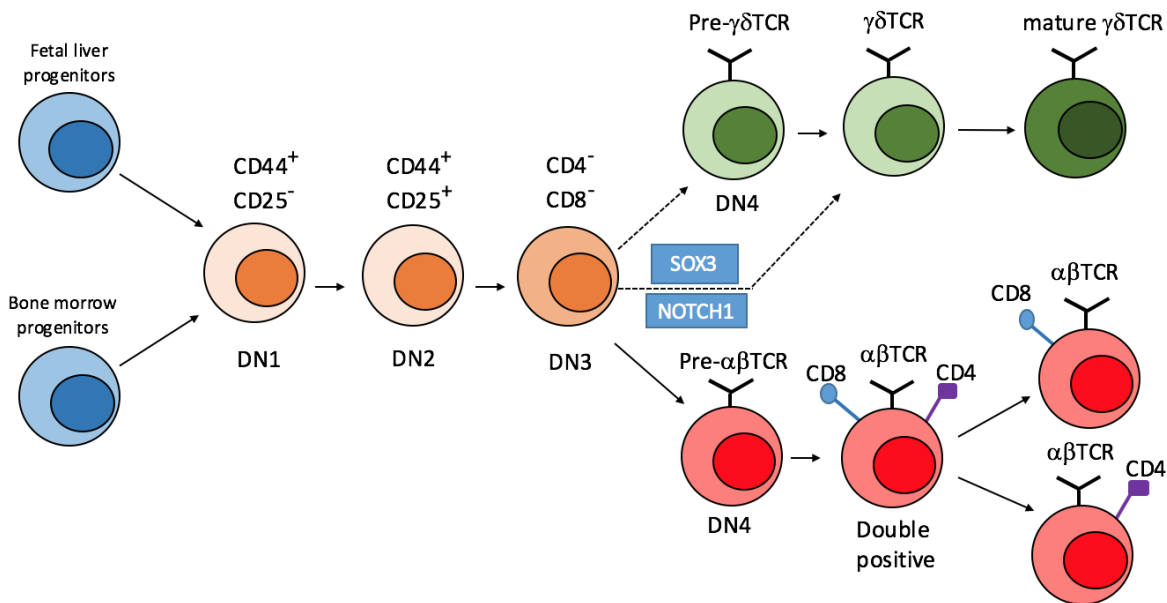 Fetal liver
progenitors
Bone morrow
progenitors
CD44⁺
CD25⁻
DN1
CD44⁺
CD25⁺
DN2
CD4⁻
CD8⁻
DN3
SOX3
NOTCH1
Pre-γδTCR
DN4
γδTCR
mature γδTCR
Pre-αβTCR
DN4
CD8
αβTCR
CD4
Double
positive
CD8
αβTCR
αβTCR
CD4